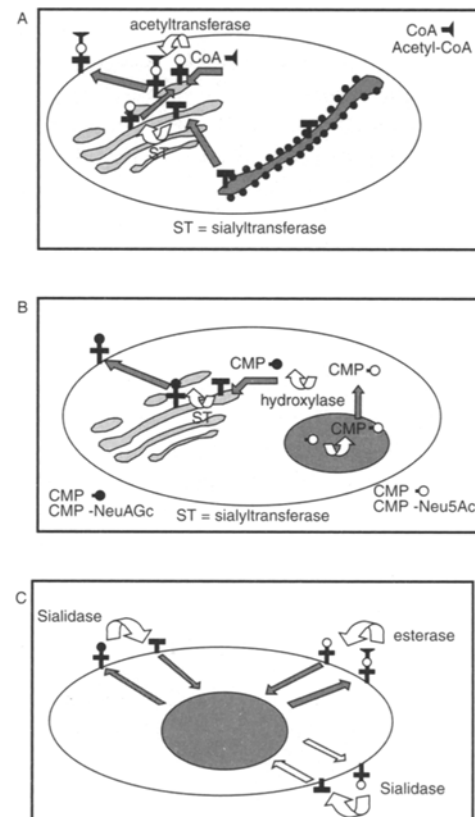 A
acetyltransferase
CoA
CoA
Acetyl-CoA
ST
ST = sialyltransferase
B
CMP
CMP
hydroxylase
ST
CMP
CMP
CMP -NeuAGc
CMP
CMP -Neu5Ac
ST = sialyltransferase
C
Sialidase
esterase
Sialidase